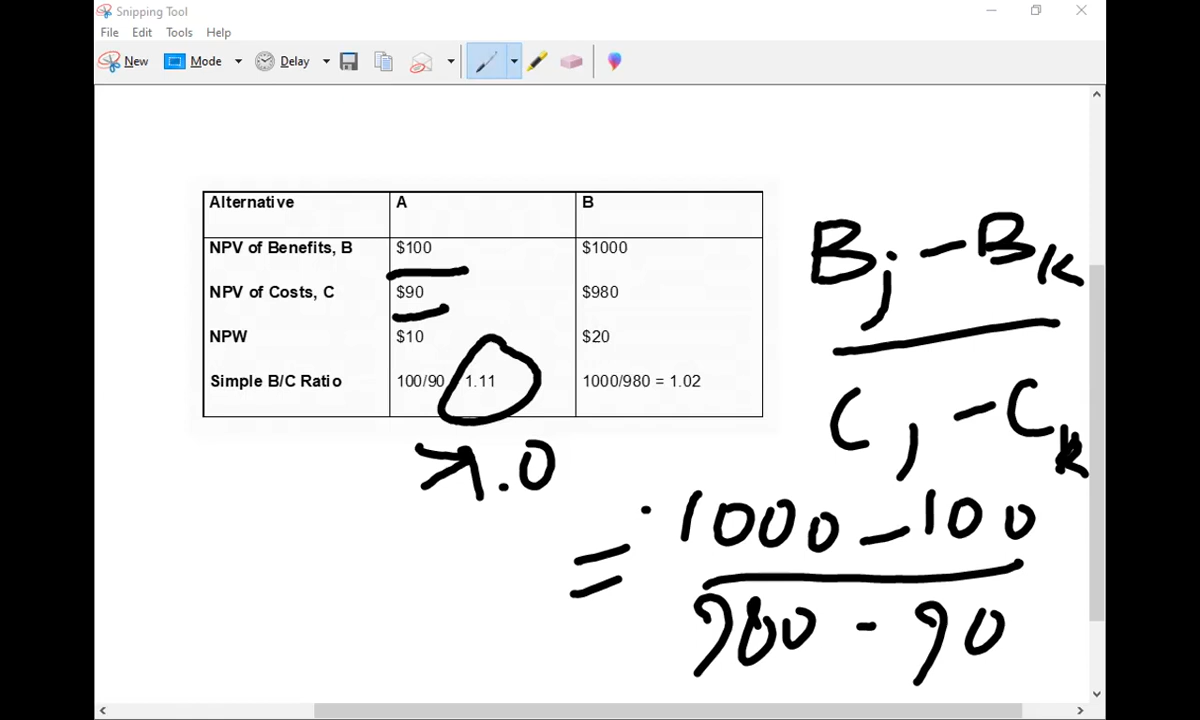 Snipping Tool
File Edit Tools Help
New Mode Delay
Alternative A B
NPV of Benefits, B $100 $1000
NPV of Costs, C $90 $980
NPW $10 $20
Simple B/C Ratio 100/90 1.11 1000/980 = 1.02
Bj - Bk
Cj - Ck
>1.0
= 1000 - 100
980 - 90